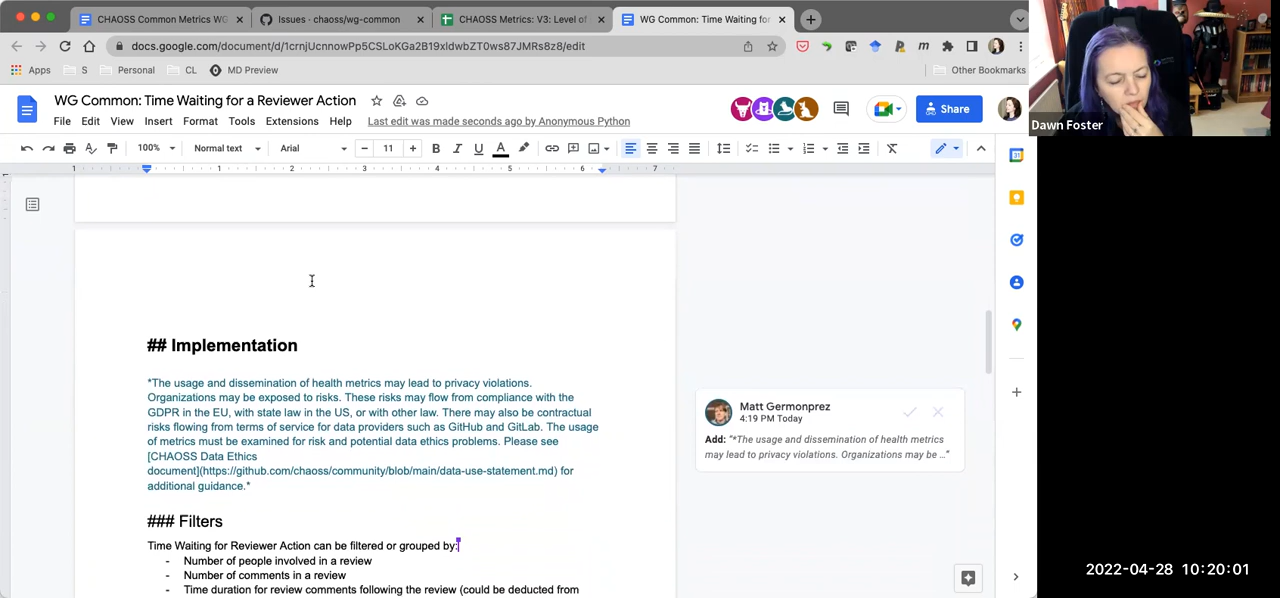 CHAOSS Common Metrics WG
Issues · chaoss/wg-common
CHAOSS Metrics: V3: Level of
WG Common: Time Waiting for
docs.google.com/document/d/1crnjUcnnowPp5CSLoKGa2B19xldwbZT0ws87JMRs8z8/edit
Apps S Personal CL MD Preview Other Bookmarks
Dawn Foster
WG Common: Time Waiting for a Reviewer Action
File Edit View Insert Format Tools Extensions Help Last edit was made seconds ago by Anonymous Python
Share
100% Normal text Arial 11
1 1 2 3 4 5 6 7
## Implementation
*The usage and dissemination of health metrics may lead to privacy violations.
Organizations may be exposed to risks. These risks may flow from compliance with the
GDPR in the EU, with state law in the US, or with other law. There may also be contractual
risks flowing from terms of service for data providers such as GitHub and GitLab. The usage
of metrics must be examined for risk and potential data ethics problems. Please see
[CHAOSS Data Ethics
document](https://github.com/chaoss/community/blob/main/data-use-statement.md) for
additional guidance.*
### Filters
Time Waiting for Reviewer Action can be filtered or grouped by:
- Number of people involved in a review
- Number of comments in a review
- Time duration for review comments following the review (could be deducted from
Matt Germonprez
4:19 PM Today
Add: "*The usage and dissemination of health metrics
may lead to privacy violations. Organizations may be ..."
2022-04-28 10:20:01